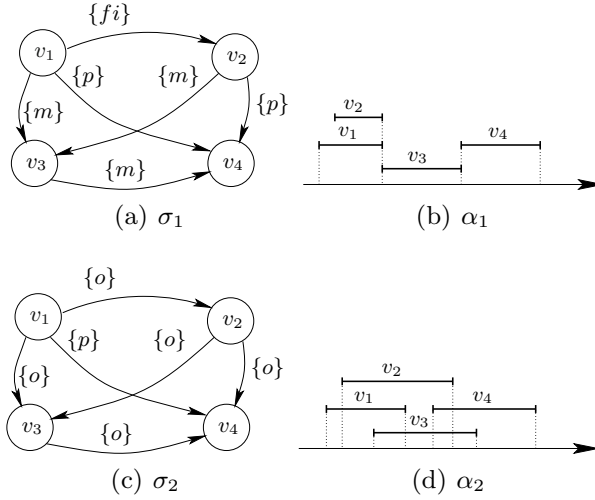 {fi}
v1 v2
{p} {m}
{m} {p}
v3 v4
{m}
(a) σ1
v2
v1 v4
v3
(b) α1
{o}
v1 v2
{p} {o}
{o} {o}
v3 v4
{o}
(c) σ2
v2
v1 v4
v3
(d) α2